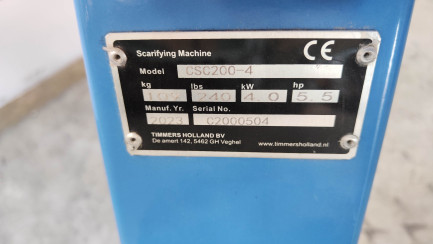 Scarifying Machine
CE
Model CSC200-4
kg lbs kW hp
240 4.0 5.5
Manuf. Yr. Serial No.
2023 C2000504
TIMMERS HOLLAND BV
De amert 142, 5462 GH Veghel www.timmersholland.nl